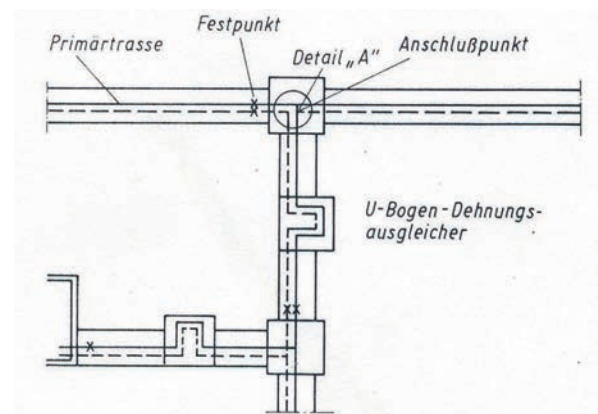 Festpunkt
Primärtrasse
Detail „A"
Anschlußpunkt
U-Bogen-Dehnungs-
ausgleicher